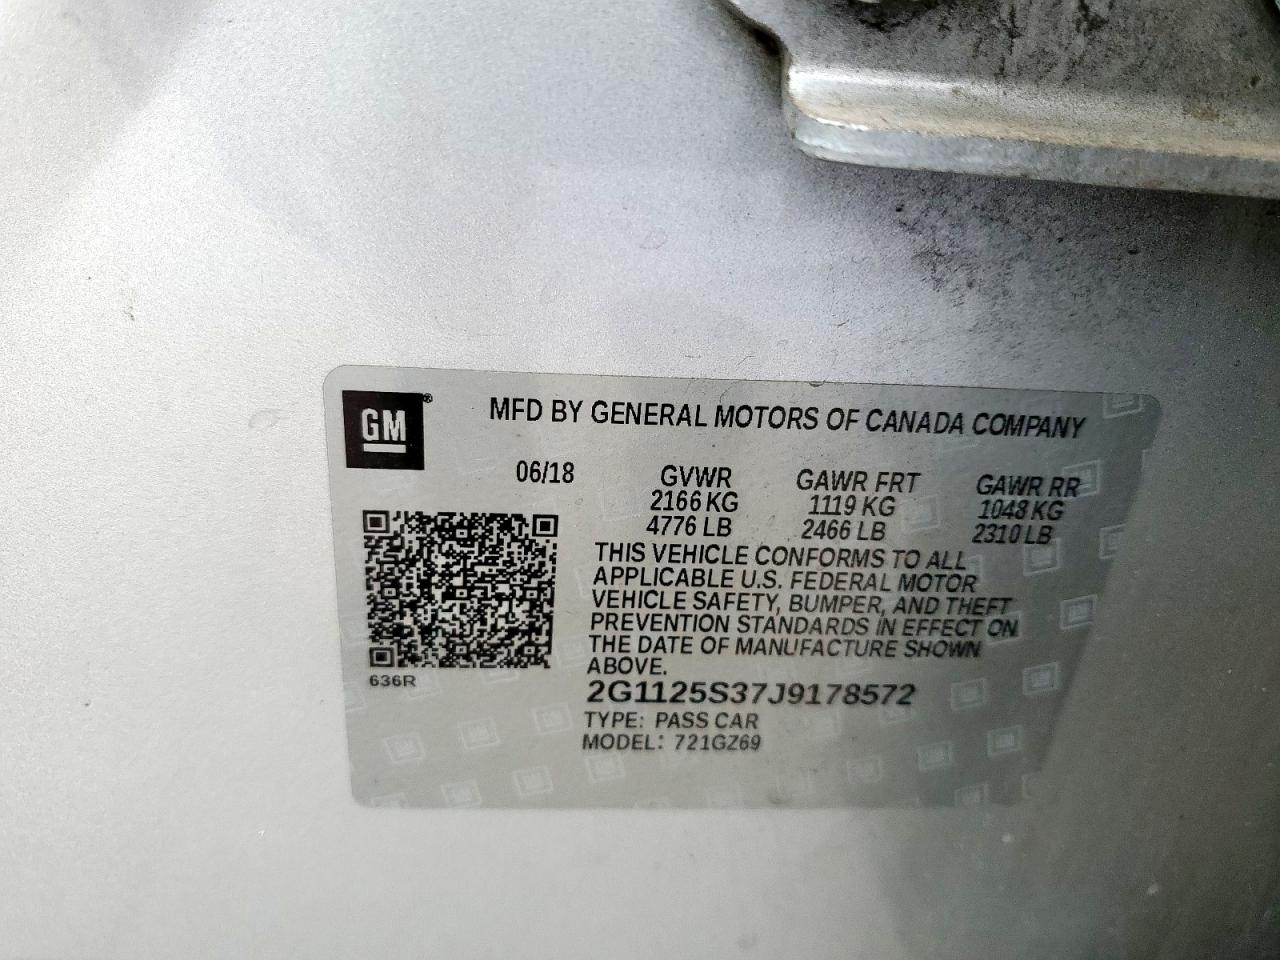 GM®
MFD BY GENERAL MOTORS OF CANADA COMPANY
06/18 GVWR GAWR FRT GAWR RR
2166 KG 1119 KG 1048 KG
4776 LB 2466 LB 2310 LB
THIS VEHICLE CONFORMS TO ALL
APPLICABLE U.S. FEDERAL MOTOR
VEHICLE SAFETY, BUMPER, AND THEFT
PREVENTION STANDARDS IN EFFECT ON
THE DATE OF MANUFACTURE SHOWN
ABOVE.
636R
2G1125S37J9178572
TYPE: PASS CAR
MODEL: 721GZ69